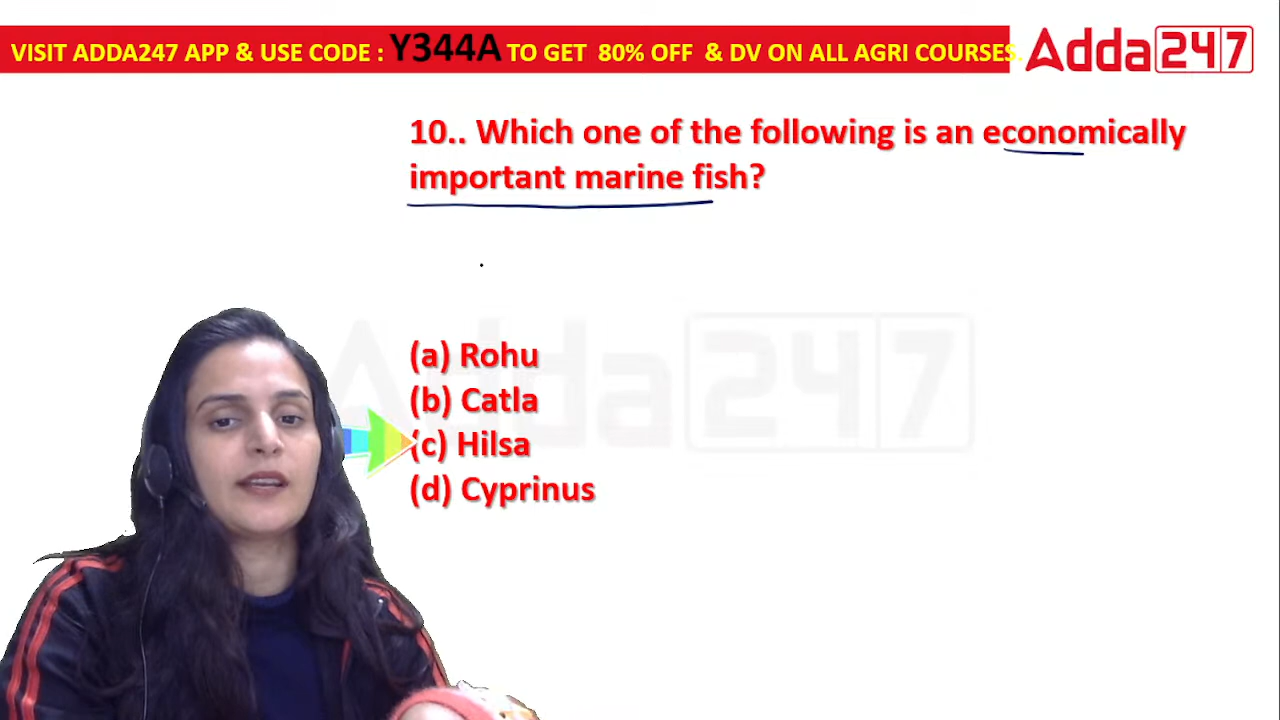 VISIT ADDA247 APP & USE CODE : Y344A TO GET 80% OFF & DV ON ALL AGRI COURSES.
Adda247
10.. Which one of the following is an economically
important marine fish?
Adda247
(a) Rohu
(b) Catla
(c) Hilsa
(d) Cyprinus